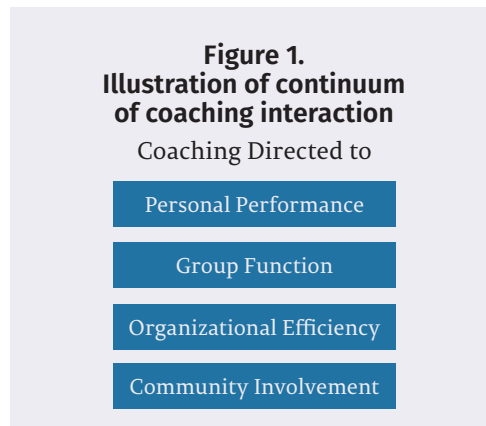 Figure 1.
Illustration of continuum
of coaching interaction
Coaching Directed to
Personal Performance
Group Function
Organizational Efficiency
Community Involvement